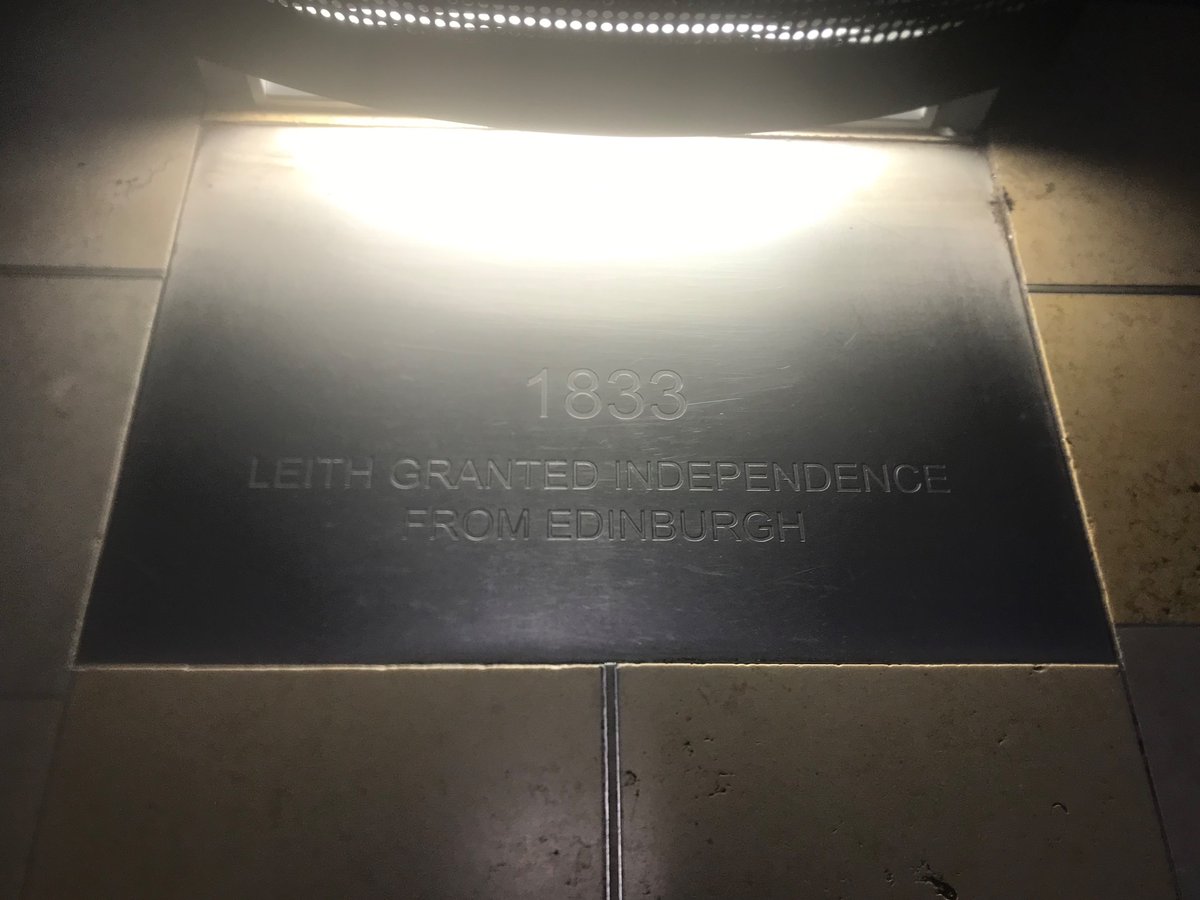 1833
LEITH GRANTED INDEPENDENCE
FROM EDINBURGH